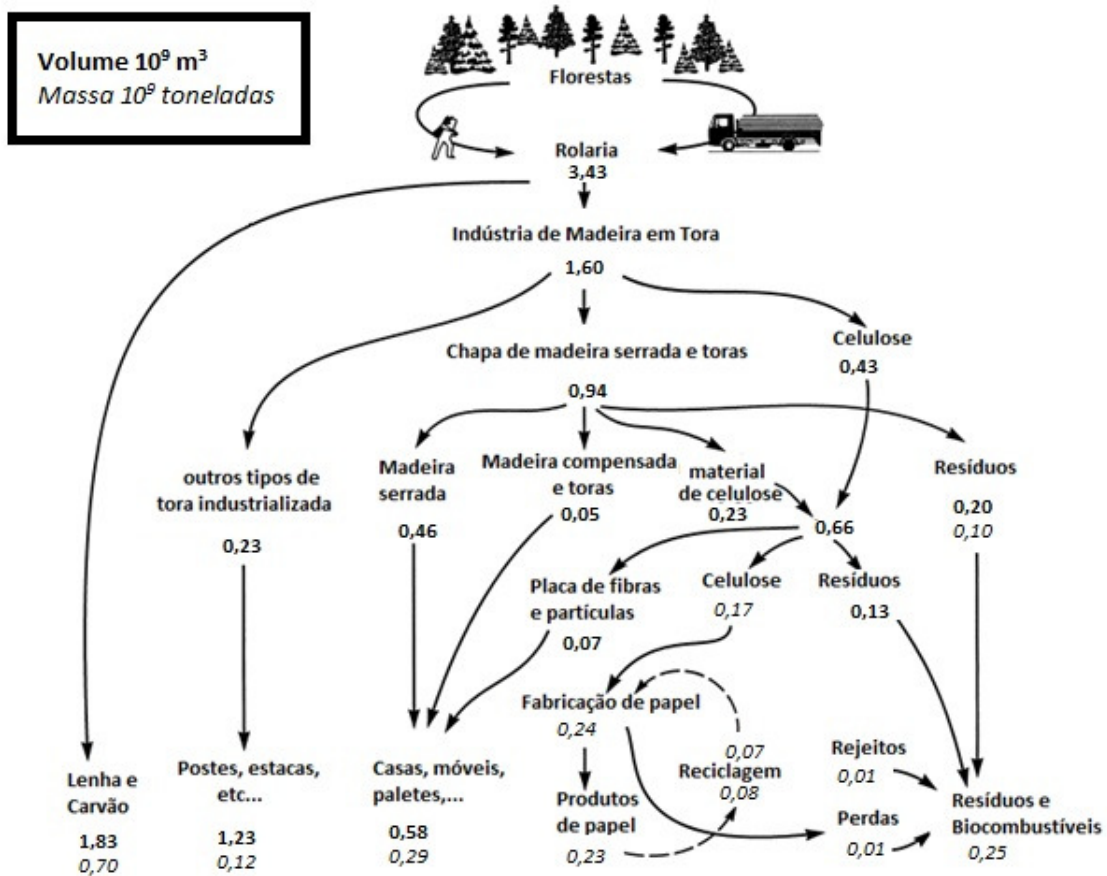 Volume 10⁹ m³
Massa 10⁹ toneladas
Florestas
Rolaria
3,43
Indústria de Madeira em Tora
1,60
Chapa de madeira serrada e toras
0,94
Celulose
0,43
outros tipos de
tora industrializada
0,23
Madeira
serrada
0,46
Madeira compensada
e toras
0,05
material
de celulose
0,23
0,66
Resíduos
0,20
0,10
Placa de fibras
e partículas
0,07
Celulose
0,17
Resíduos
0,13
Fabricação de papel
0,24
0,07
Reciclagem
0,08
Rejeitos
0,01
Perdas
0,01
Lenha e
Carvão
1,83
0,70
Postes, estacas,
etc...
1,23
0,12
Casas, móveis,
paletes,...
0,58
0,29
Produtos
de papel
0,23
Resíduos e
Biocombustíveis
0,25